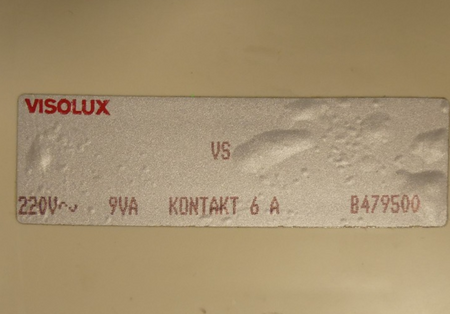 VISOLUX
VS
220V~ 9VA KONTAKT 6 A B479500